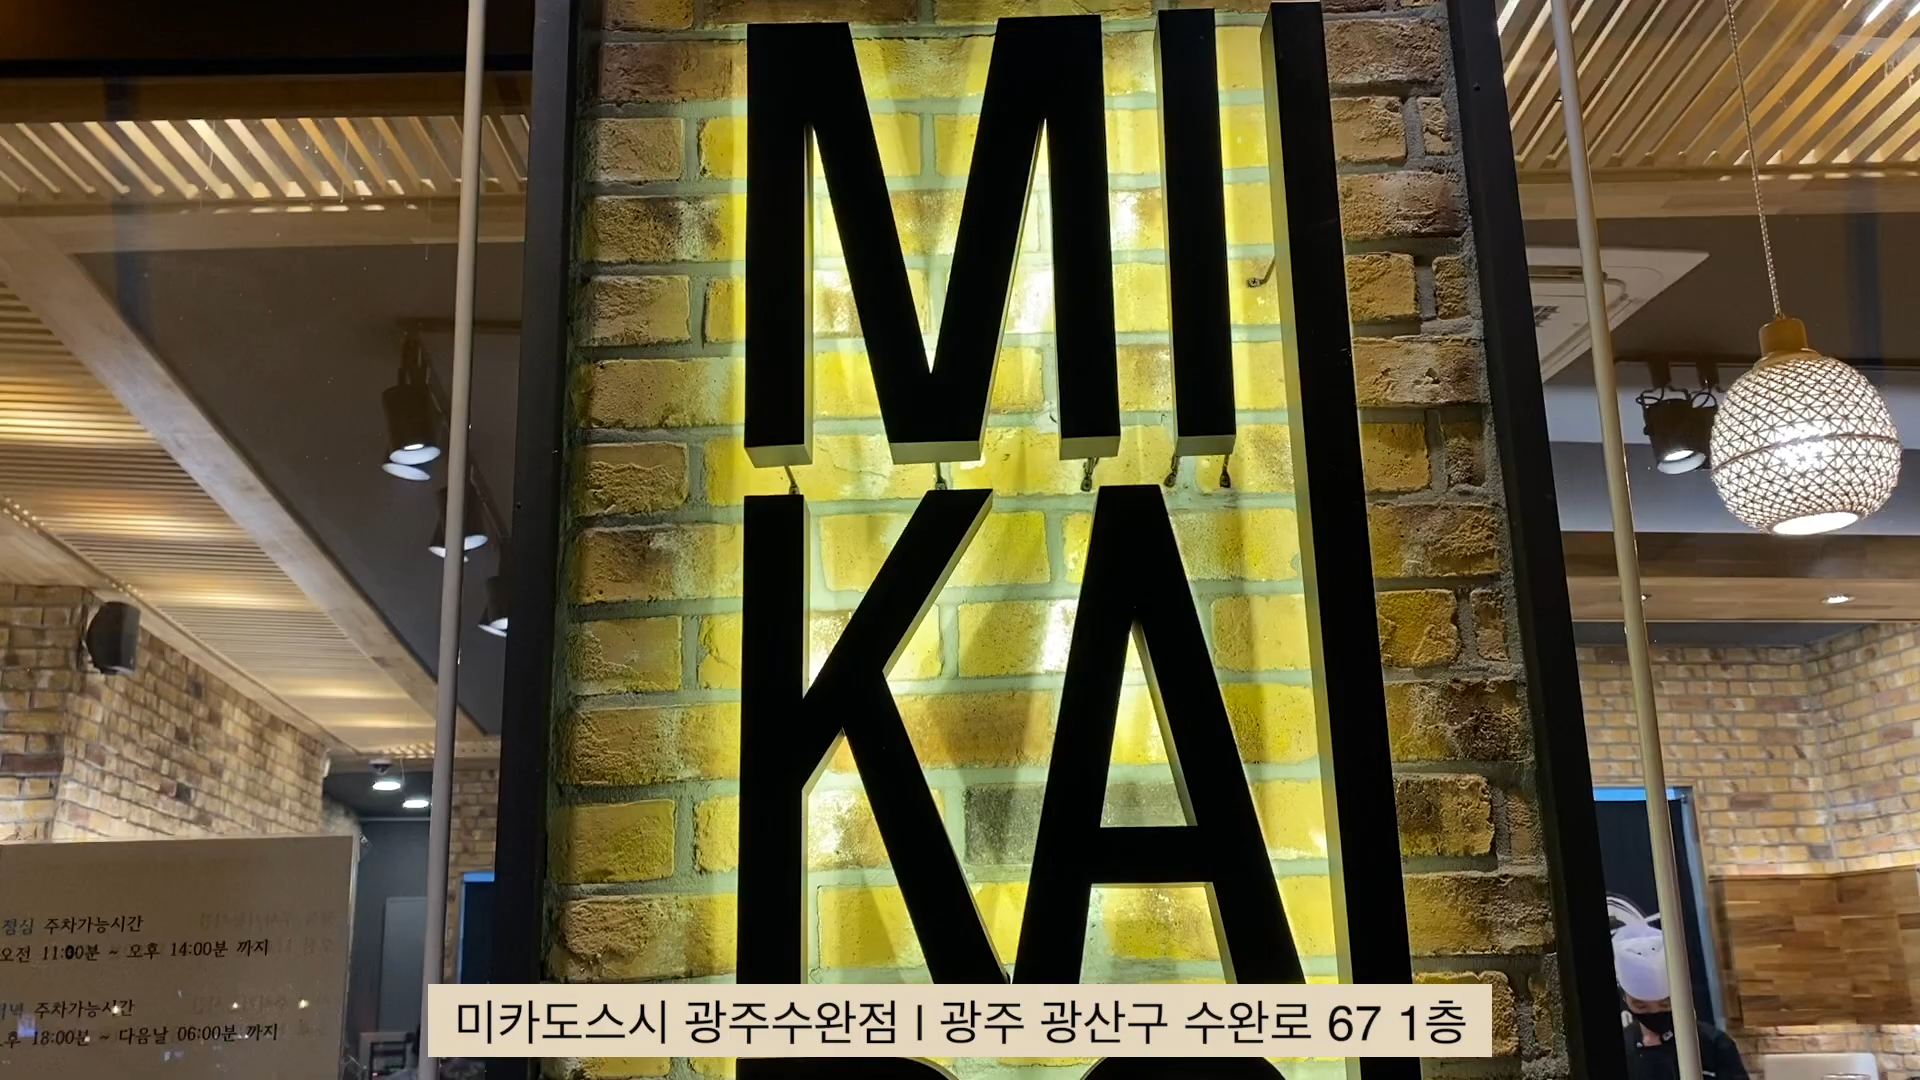 MI
KA
점심 주차가능시간
오전 11:00분 ~ 오후 14:00분 까지
주차가능시간
18:00분 ~ 다음날 06:00분 까지
미카도스시 광주수완점 | 광주 광산구 수완로 67 1층